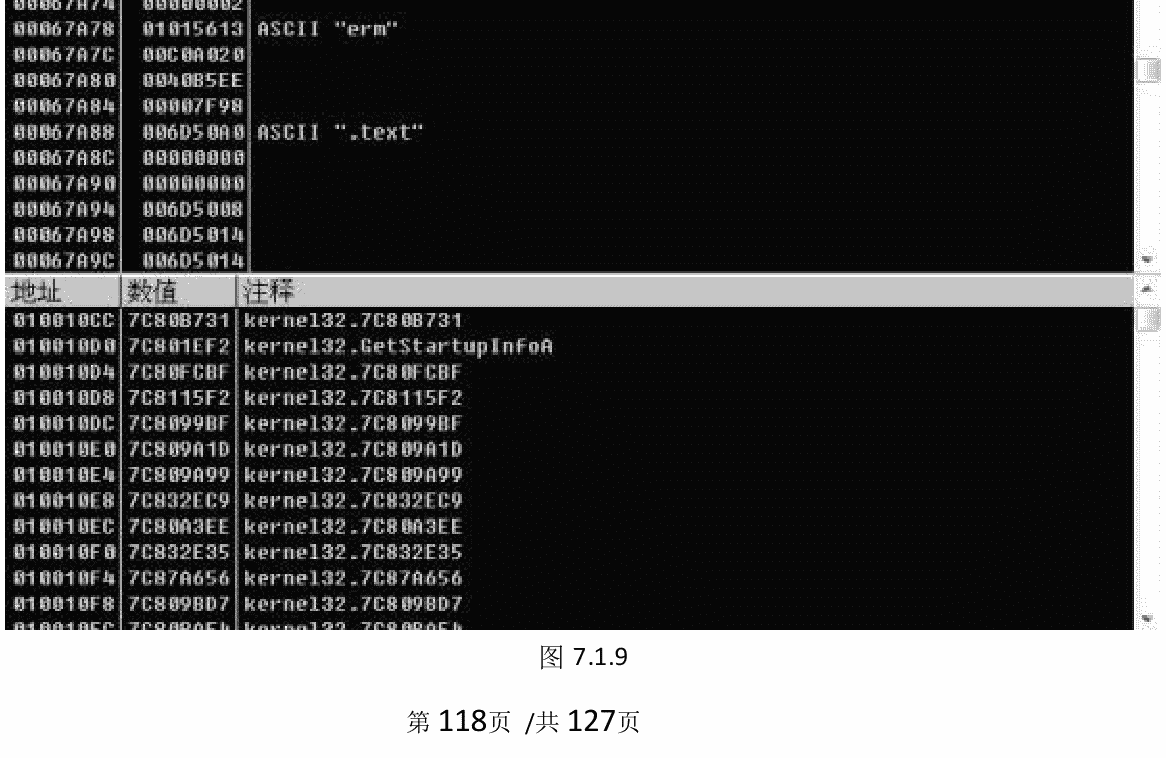 00067A74 00000002
00067A78 01015613 ASCII "erm"
00067A7C 00C0A020
00067A80 0040B5EE
00067A84 00007F98
00067A88 006D50A0 ASCII ".text"
00067A8C 00000000
00067A90 00000000
00067A94 006D5008
00067A98 006D5014
00067A9C 006D5014
地址 数值 注释
010010CC 7C80B731 kernel32.7C80B731
010010D0 7C801EF2 kernel32.GetStartupInfoA
010010D4 7C80FCBF kernel32.7C80FCBF
010010D8 7C8115F2 kernel32.7C8115F2
010010DC 7C8099BF kernel32.7C8099BF
010010E0 7C809A1D kernel32.7C809A1D
010010E4 7C809A99 kernel32.7C809A99
010010E8 7C832EC9 kernel32.7C832EC9
010010EC 7C80A3EE kernel32.7C80A3EE
010010F0 7C832E35 kernel32.7C832E35
010010F4 7C87A656 kernel32.7C87A656
010010F8 7C809BD7 kernel32.7C809BD7
图 7.1.9
第 118页 /共 127页